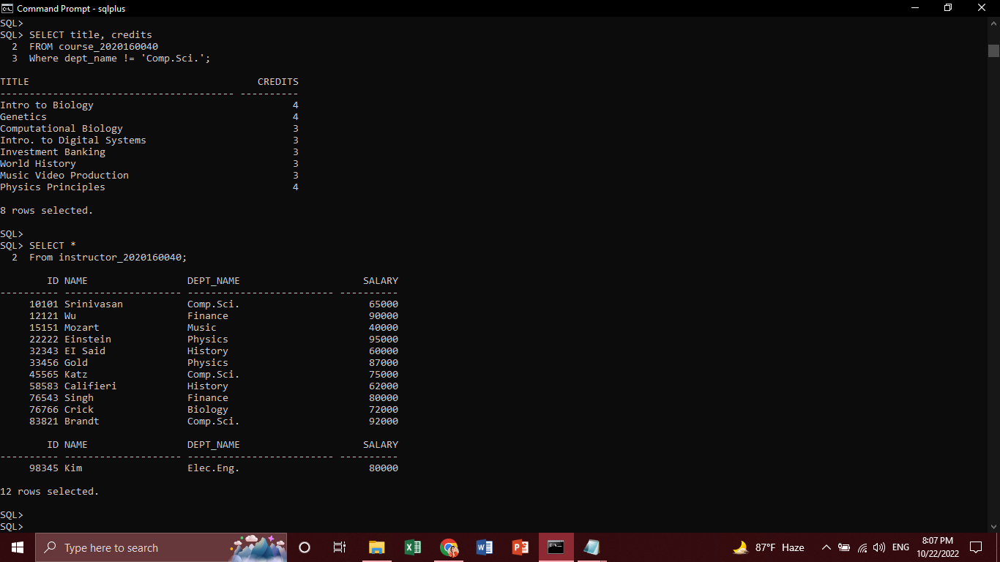 Command Prompt - sqlplus
SQL>
SQL> SELECT title, credits
  2  FROM course_2020160040
  3  Where dept_name != 'Comp.Sci.';
TITLE                                       CREDITS
---------------------------------------- ----------
Intro to Biology                                  4
Genetics                                          4
Computational Biology                             3
Intro. to Digital Systems                         3
Investment Banking                                3
World History                                     3
Music Video Production                            3
Physics Principles                                4
8 rows selected.
SQL>
SQL> SELECT *
  2  From instructor_2020160040;
        ID NAME                 DEPT_NAME                     SALARY
---------- -------------------- ------------------------- ----------
     10101 Srinivasan           Comp.Sci.                      65000
     12121 Wu                   Finance                        90000
     15151 Mozart               Music                          40000
     22222 Einstein             Physics                        95000
     32343 EI Said              History                        60000
     33456 Gold                 Physics                        87000
     45565 Katz                 Comp.Sci.                      75000
     58583 Califieri            History                        62000
     76543 Singh                Finance                        80000
     76766 Crick                Biology                        72000
     83821 Brandt               Comp.Sci.                      92000
        ID NAME                 DEPT_NAME                     SALARY
---------- -------------------- ------------------------- ----------
     98345 Kim                  Elec.Eng.                      80000
12 rows selected.
SQL>
SQL>
Type here to search
87°F Haze
ENG
8:07 PM
10/22/2022